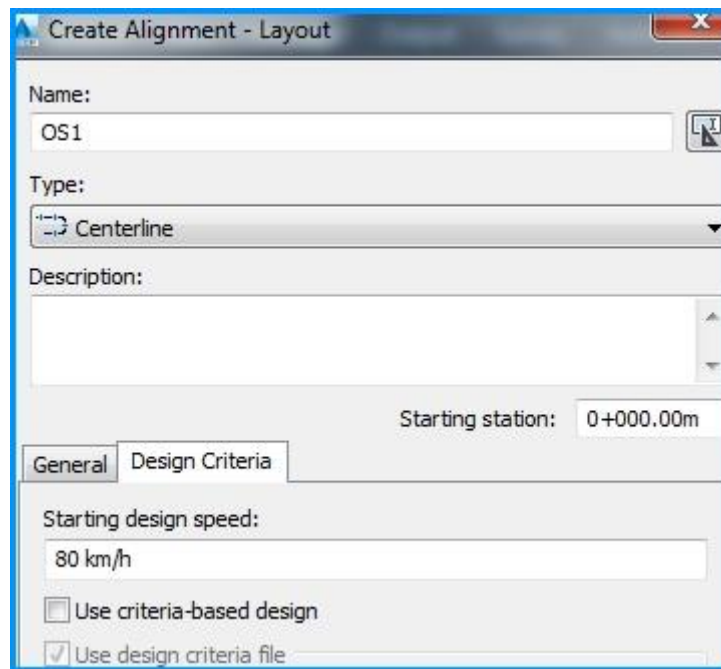 Create Alignment - Layout
Name:
OS1
Type:
Centerline
Description:
Starting station: 0+000.00m
General Design Criteria
Starting design speed:
80 km/h
Use criteria-based design
Use design criteria file